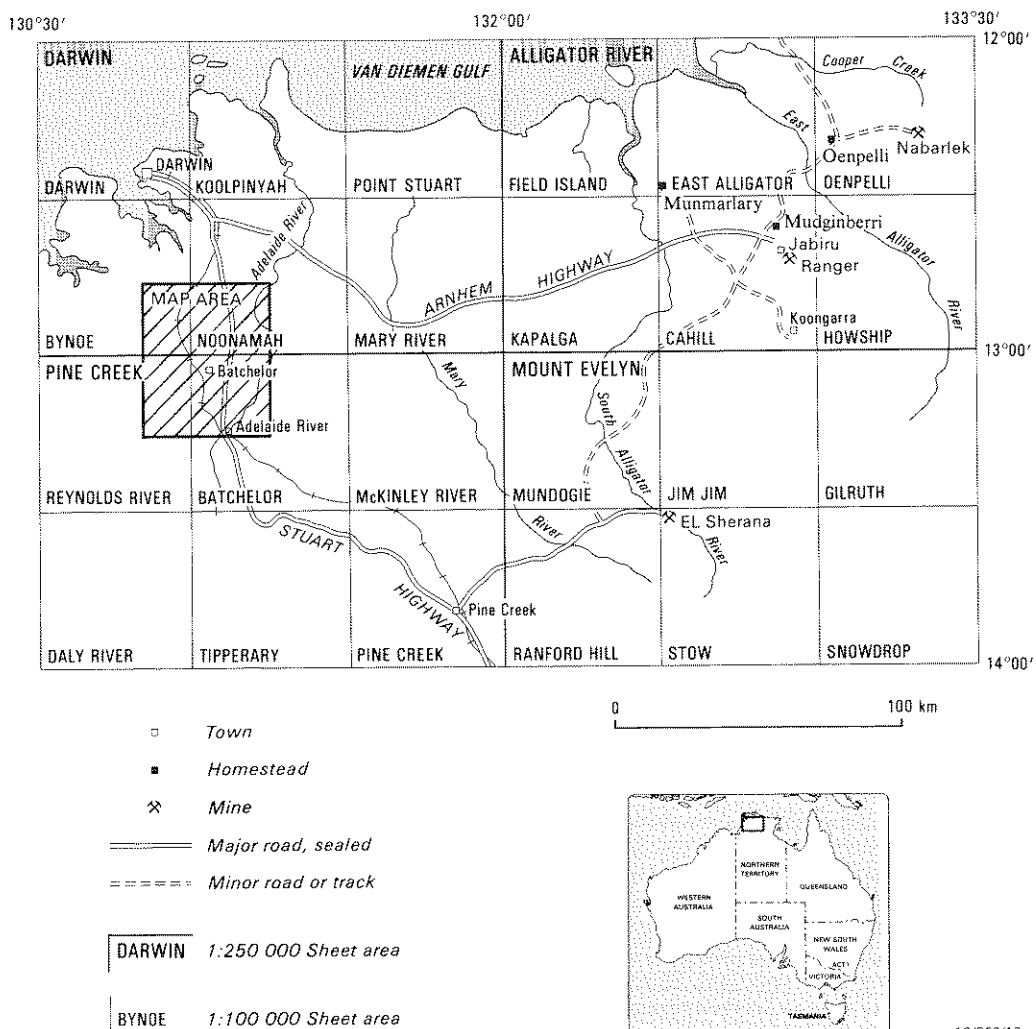 130°30' 132°00' 133°30'
12°00'
DARWIN
VAN DIEMEN GULF
ALLIGATOR RIVER
Cooper
Creek
East
Nabarlek
Oenpelli
DARWIN
DARWIN KOOLPINYAH POINT STUART FIELD ISLAND EAST ALLIGATOR OENPELLI
Munmarlary
Mudginberri
Adelaide River
Jabiru
Alligator
Ranger
HIGHWAY
ARNHEM
River
MAP AREA
Koongarra
BYNOE NOONAMAH MARY RIVER KAPALGA CAHILL HOWSHIP
13°00'
PINE CREEK
MOUNT EVELYN
Batchelor
Mary
South
Adelaide River
Alligator
REYNOLDS RIVER BATCHELOR McKINLEY RIVER MUNDOGIE JIM JIM GILRUTH
EL Sherana
STUART
River
River
HIGHWAY
Pine Creek
DALY RIVER TIPPERARY PINE CREEK RANFORD HILL STOW SNOWDROP
14°00'
0 100 km
Town
Homestead
Mine
Major road, sealed
Minor road or track
DARWIN 1:250 000 Sheet area
BYNOE 1:100 000 Sheet area
NORTHERN
TERRITORY
WESTERN
AUSTRALIA
QUEENSLAND
SOUTH
AUSTRALIA
NEW SOUTH
WALES
ACT
VICTORIA
TASMANIA